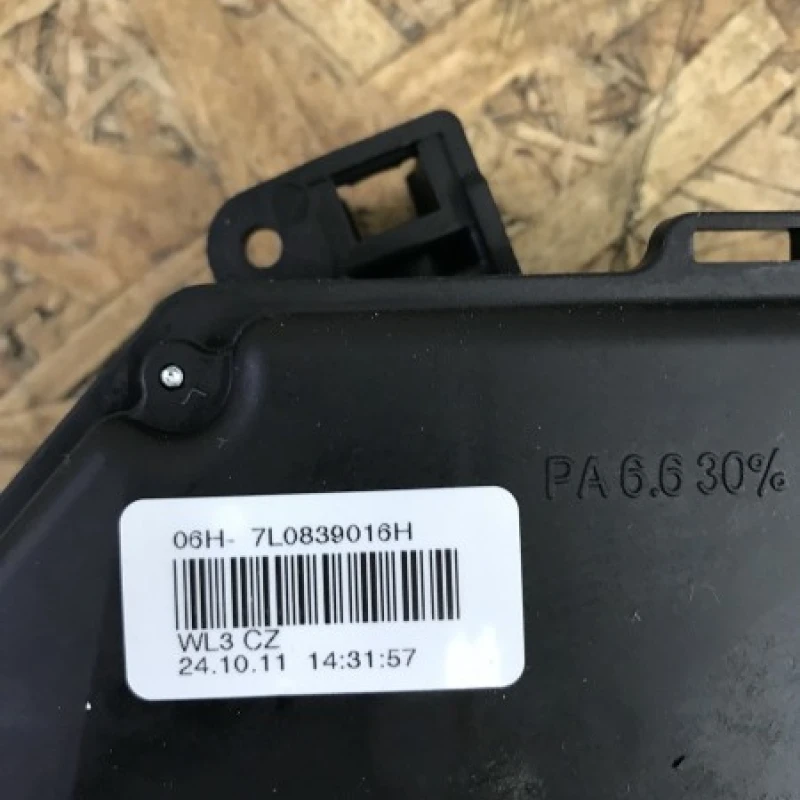 PA 6.6 30%
06H- 7L0839016H
WL3 CZ
24.10.11 14:31:57